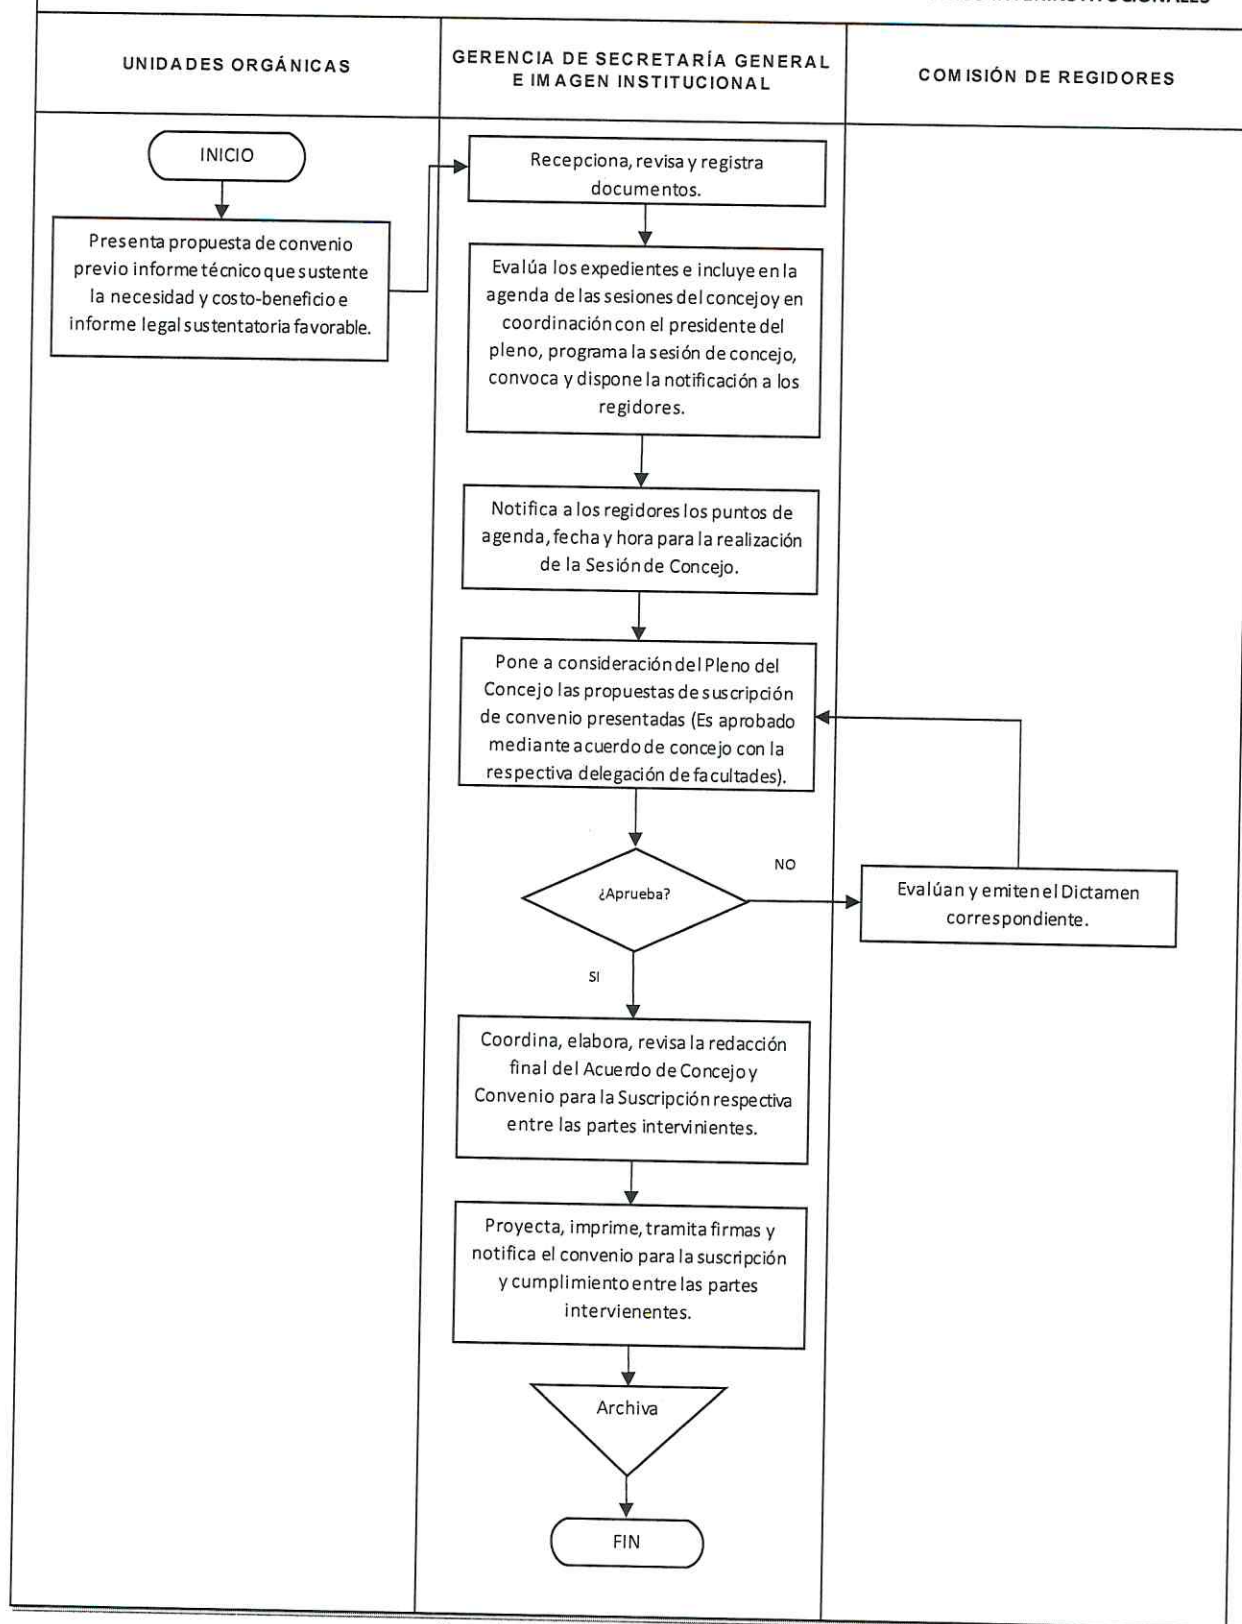 UNIDADES ORGÁNICAS
GERENCIA DE SECRETARÍA GENERAL
E IMAGEN INSTITUCIONAL
COMISIÓN DE REGIDORES
INICIO
Presenta propuesta de convenio
previo informe técnico que sustente
la necesidad y costo-beneficio e
informe legal sustentatoria favorable.
Recepciona, revisa y registra
documentos.
Evalúa los expedientes e incluye en la
agenda de las sesiones del concejo y en
coordinación con el presidente del
pleno, programa la sesión de concejo,
convoca y dispone la notificación a los
regidores.
Notifica a los regidores los puntos de
agenda, fecha y hora para la realización
de la Sesión de Concejo.
Pone a consideración del Pleno del
Concejo las propuestas de suscripción
de convenio presentadas (Es aprobado
mediante acuerdo de concejo con la
respectiva delegación de facultades).
¿Aprueba?
NO
Evalúan y emiten el Dictamen
correspondiente.
SI
Coordina, elabora, revisa la redacción
final del Acuerdo de Concejo y
Convenio para la Suscripción respectiva
entre las partes intervinientes.
Proyecta, imprime, tramita firmas y
notifica el convenio para la suscripción
y cumplimiento entre las partes
intervienentes.
Archiva
FIN